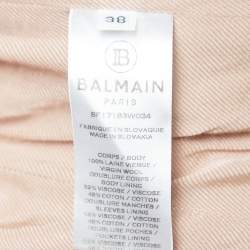 38
B
BALMAIN
PARIS
BF17183W034
FABRIQUE EN SLOVAQUIE
MADE IN SLOVAKIA
CORPS / BODY
100% LAINE VIERGE /
VIRGIN WOOL
DOUBLURE CORPS /
BODY LINING
52% VISCOSE / VISCOSE
48% COTON / COTTON
DOUBLURE MANCHES /
SLEEVES LINING
52% VISCOSE / VISCOSE
48% COTON / COTTON
DOUBLURE POCHES /
POCKETS LINING